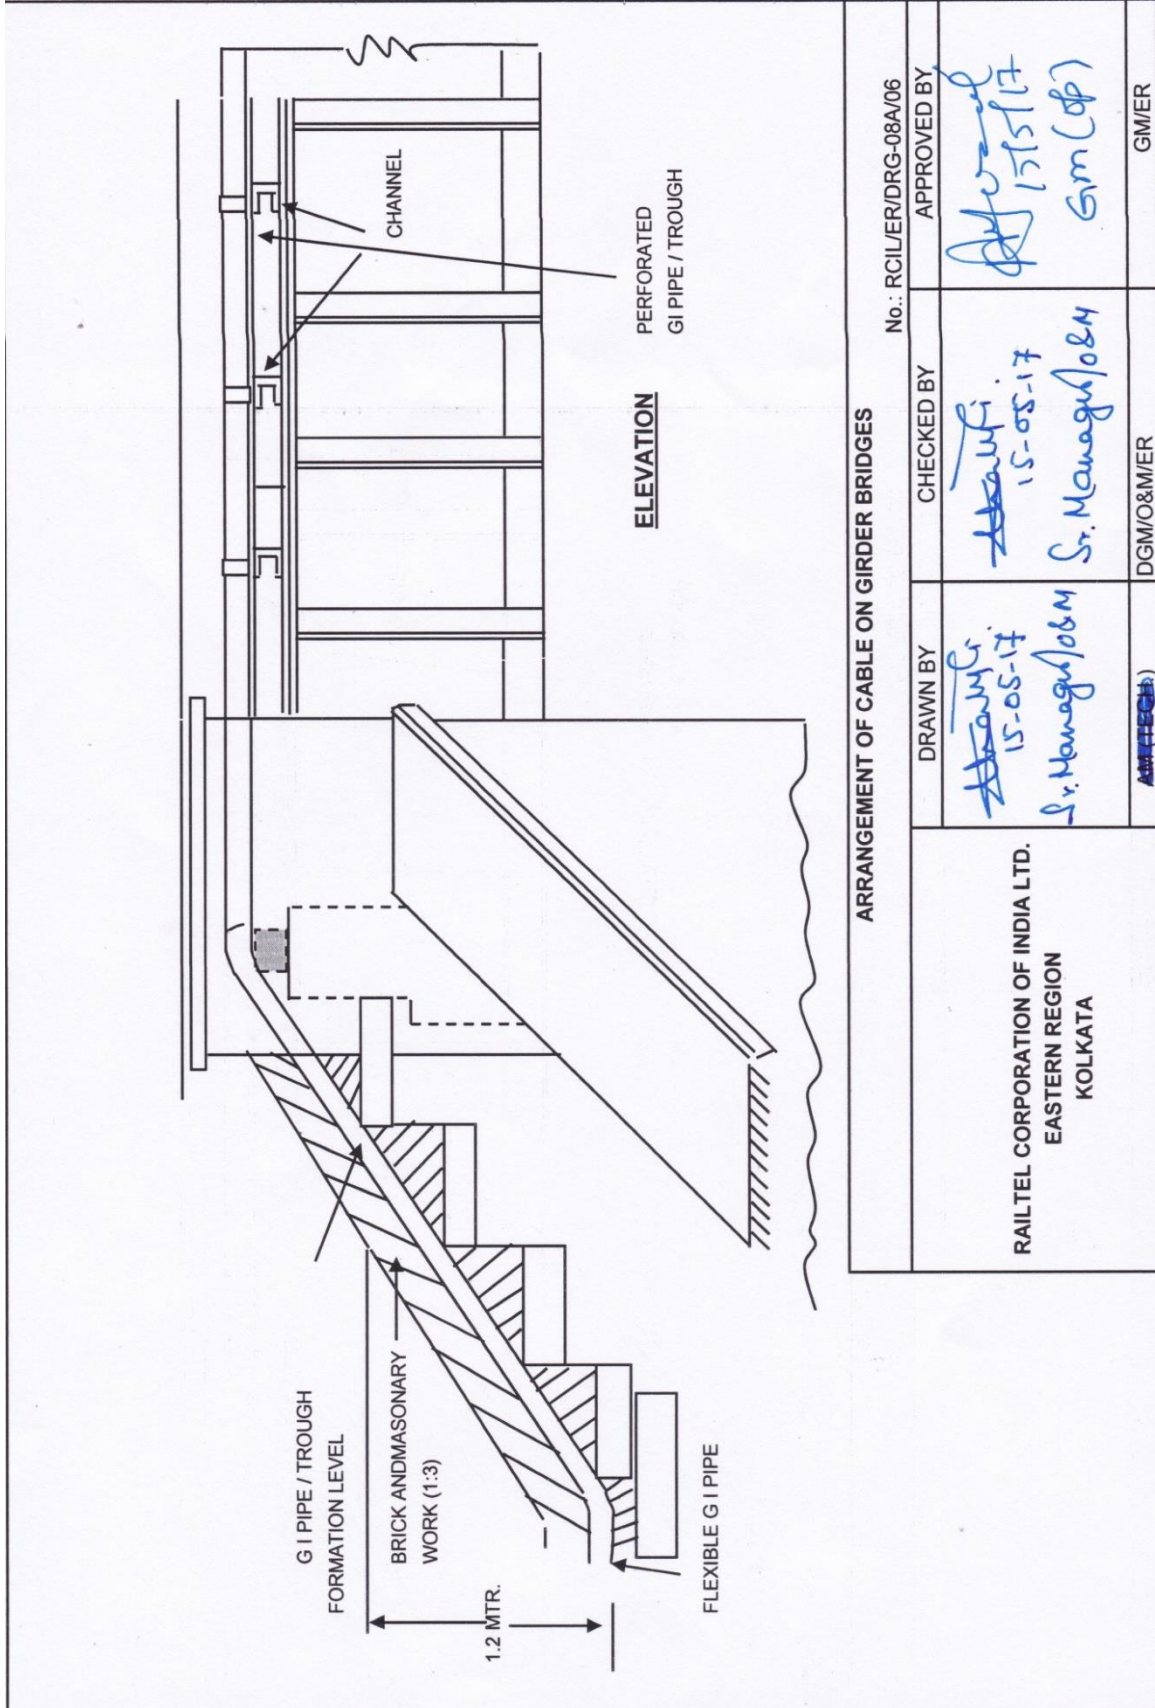 G I PIPE / TROUGH
FORMATION LEVEL
BRICK ANDMASONARY
WORK (1:3)
1.2 MTR.
FLEXIBLE G I PIPE
CHANNEL
PERFORATED
GI PIPE / TROUGH
ELEVATION
ARRANGEMENT OF CABLE ON GIRDER BRIDGES
No.: RCIL/ER/DRG-08A/06
RAILTEL CORPORATION OF INDIA LTD.
EASTERN REGION
KOLKATA
DRAWN BY
15-05-17
Sr. Manager/O&M
AM (TECH.)
CHECKED BY
15-05-17
Sr. Manager/O&M
DGM/O&M/ER
APPROVED BY
15/5/17
GM (Op)
GM/ER